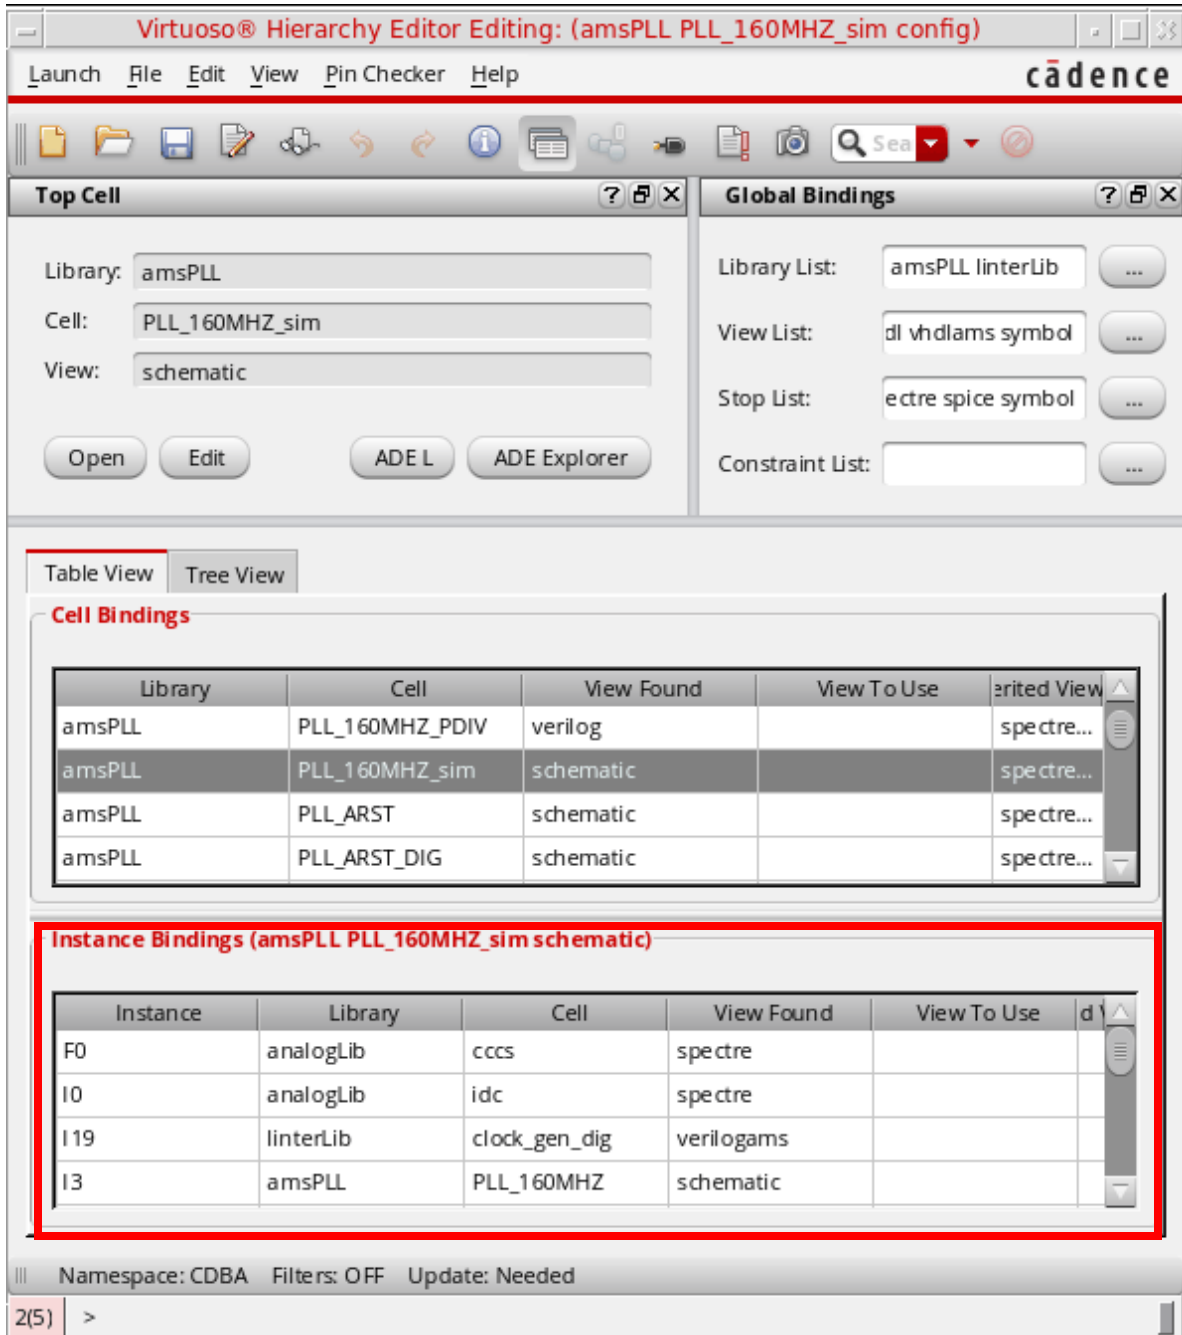 Virtuoso® Hierarchy Editor Editing: (amsPLL PLL_160MHZ_sim config)
Launch File Edit View Pin Checker Help cādence
Sea
Top Cell
Library: amsPLL
Cell: PLL_160MHZ_sim
View: schematic
Open Edit ADE L ADE Explorer
Global Bindings
Library List: amsPLL linterLib ...
View List: dl vhdlams symbol ...
Stop List: ectre spice symbol ...
Constraint List: ...
Table View Tree View
Cell Bindings
Library Cell View Found View To Use erited View
amsPLL PLL_160MHZ_PDIV verilog spectre...
amsPLL PLL_160MHZ_sim schematic spectre...
amsPLL PLL_ARST schematic spectre...
amsPLL PLL_ARST_DIG schematic spectre...
Instance Bindings (amsPLL PLL_160MHZ_sim schematic)
Instance Library Cell View Found View To Use d
F0 analogLib cccs spectre
I0 analogLib idc spectre
I19 linterLib clock_gen_dig verilogams
I3 amsPLL PLL_160MHZ schematic
Namespace: CDBA Filters: OFF Update: Needed
2(5) >